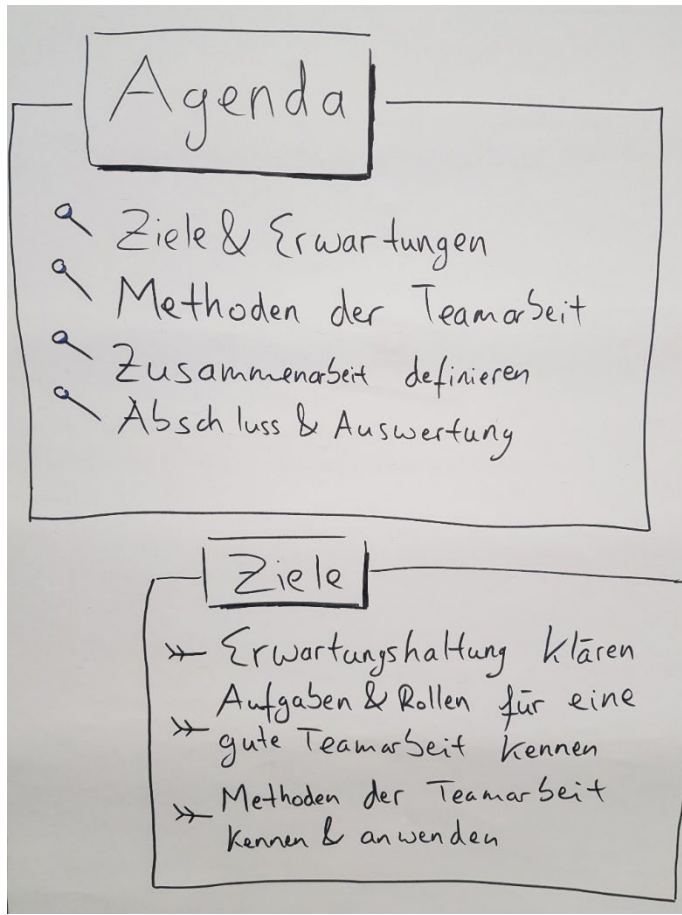 Agenda
Ziele & Erwartungen
Methoden der Teamarbeit
Zusammenarbeit definieren
Abschluss & Auswertung
Ziele
Erwartungshaltung klären
Aufgaben & Rollen für eine
gute Teamarbeit kennen
Methoden der Teamarbeit
kennen & anwenden